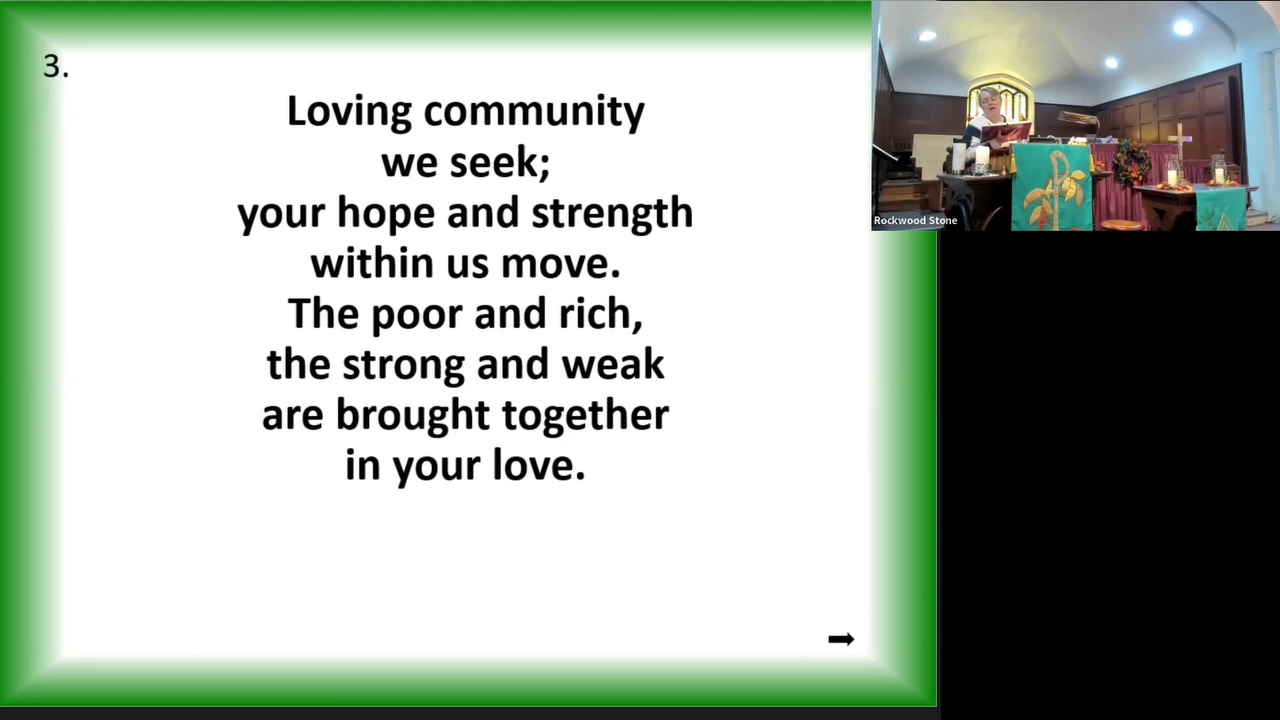 3.
Loving community
we seek;
your hope and strength
within us move.
The poor and rich,
the strong and weak
are brought together
in your love.
Rockwood Stone